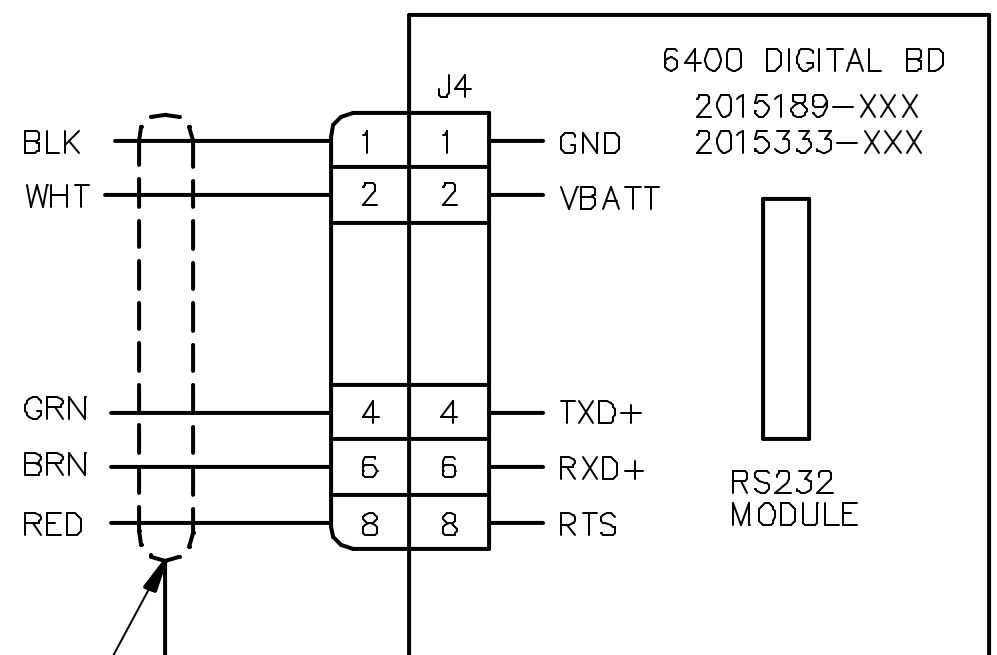 6400 DIGITAL BD
2015189-XXX
2015333-XXX
J4
BLK 1 1 GND
WHT 2 2 VBATT
GRN 4 4 TXD+
BRN 6 6 RXD+
RED 8 8 RTS
RS232
MODULE